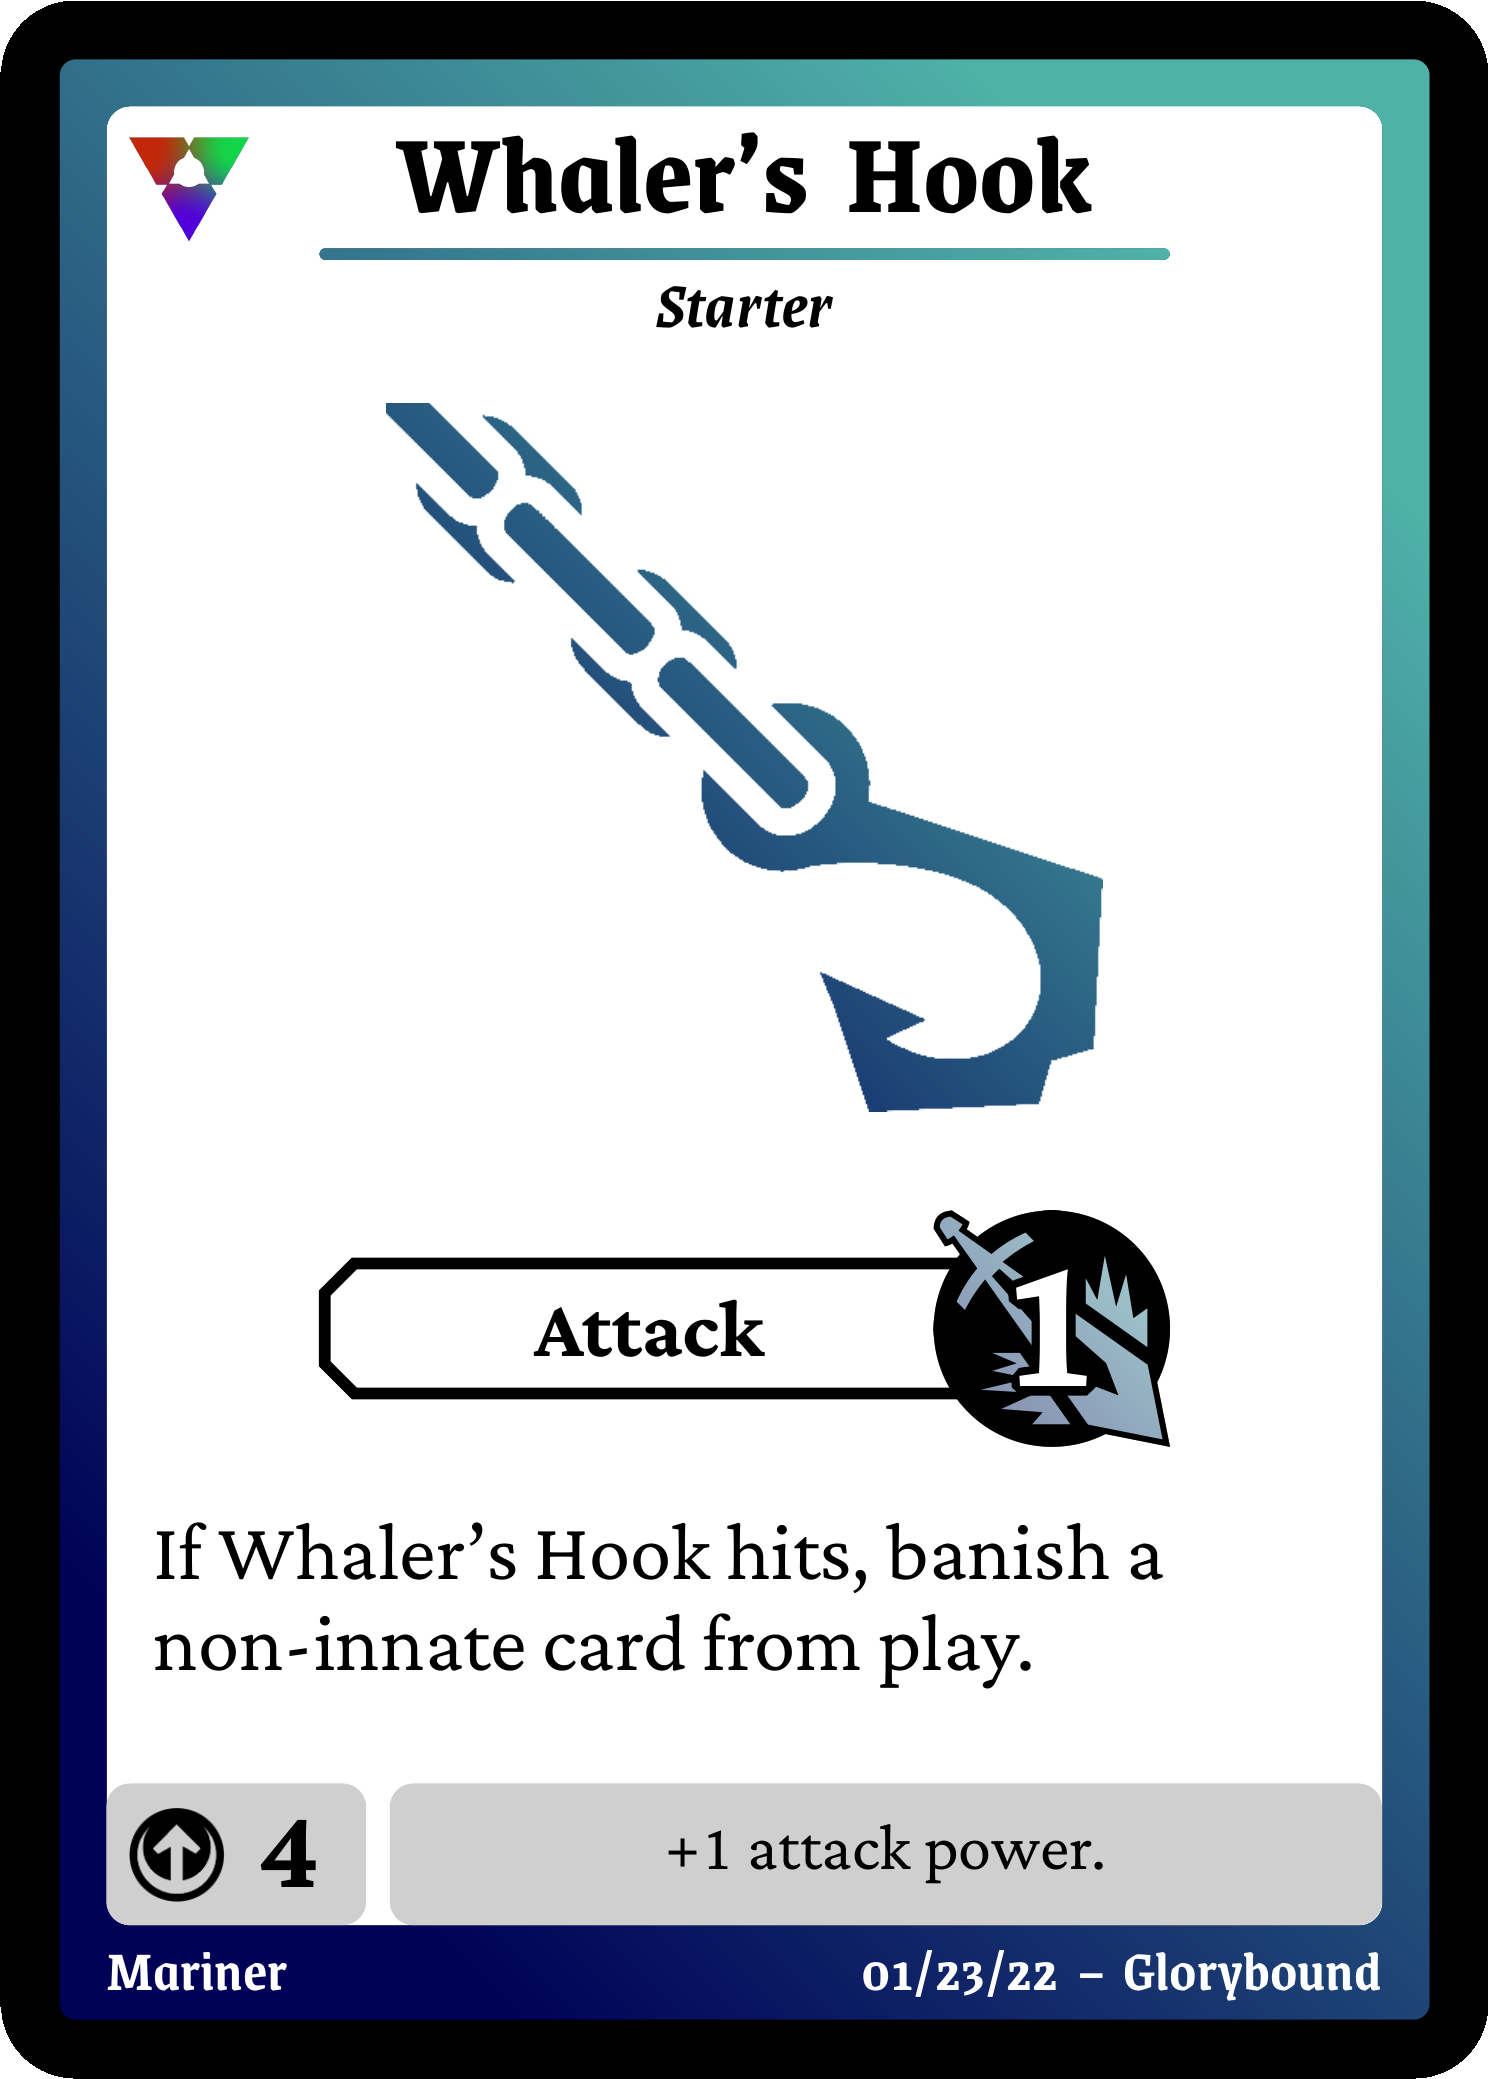 Whaler’s Hook
Starter
Attack
1
If Whaler’s Hook hits, banish a
non-innate card from play.
4
+1 attack power.
Mariner
01/23/22 – Glorybound